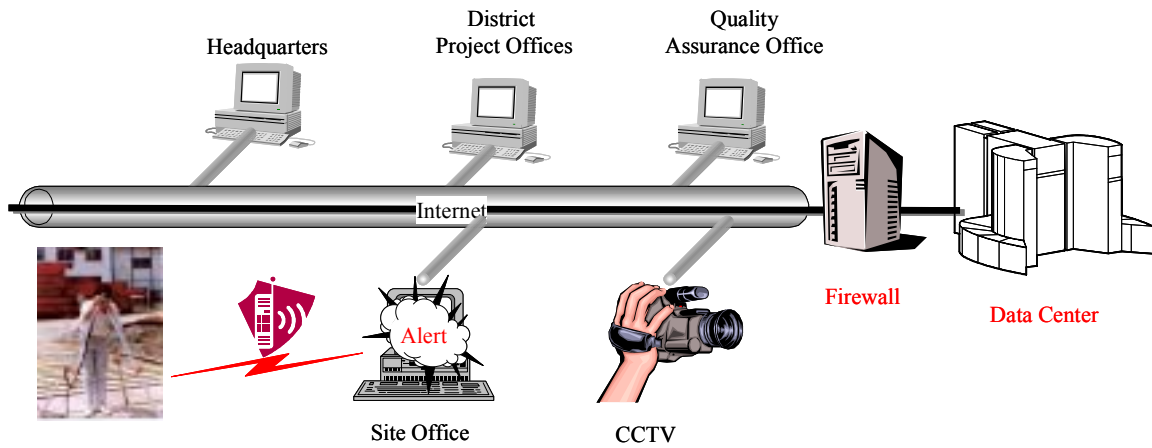 Headquarters
District
Project Offices
Quality
Assurance Office
Internet
Firewall
Data Center
Alert
Site Office
CCTV